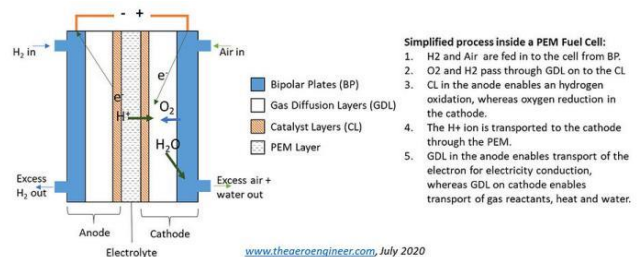 - +
H2 in
Air in
e-
e-
H+
O2
H2O
Excess
H2 out
Excess air +
water out
Anode
Cathode
Electrolyte
Bipolar Plates (BP)
Gas Diffusion Layers (GDL)
Catalyst Layers (CL)
PEM Layer
Simplified process inside a PEM Fuel Cell:
1. H2 and Air are fed in to the cell from BP.
2. O2 and H2 pass through GDL on to the CL
3. CL in the anode enables an hydrogen
oxidation, whereas oxygen reduction in
the cathode.
4. The H+ ion is transported to the cathode
through the PEM.
5. GDL in the anode enables transport of the
electron for electricity conduction,
whereas GDL on cathode enables
transport of gas reactants, heat and water.
www.theaeroengineer.com, July 2020